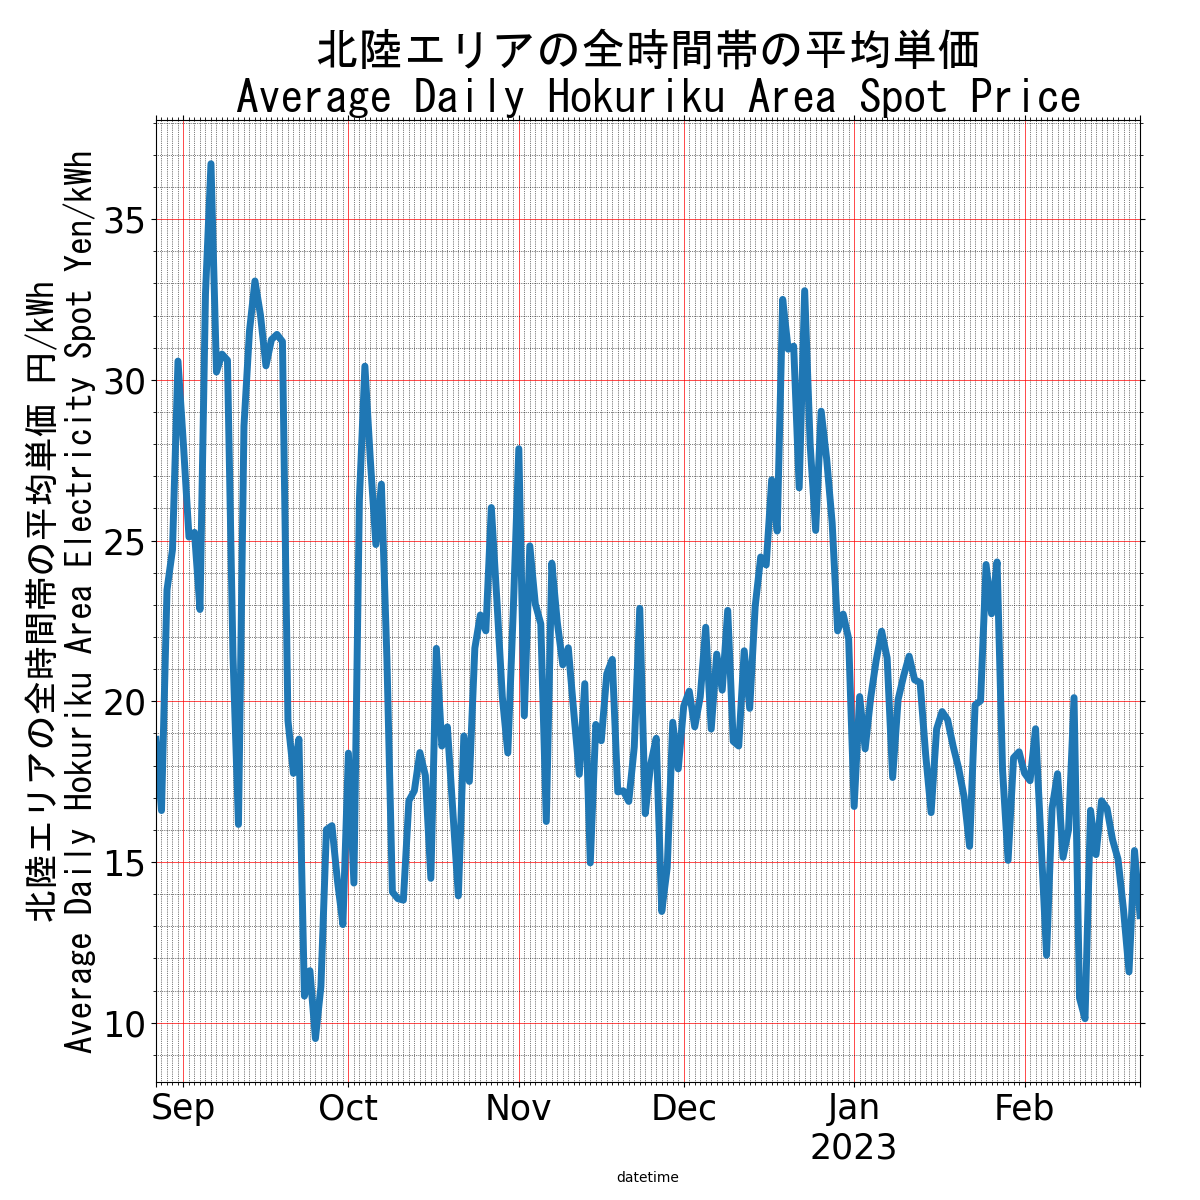 北陸エリアの全時間帯の平均単価
Average Daily Hokuriku Area Spot Price
北陸エリアの全時間帯の平均単価 円/kWh
Average Daily Hokuriku Area Electricity Spot Yen/kWh
35
30
25
20
15
10
Sep Oct Nov Dec Jan Feb
2023
datetime